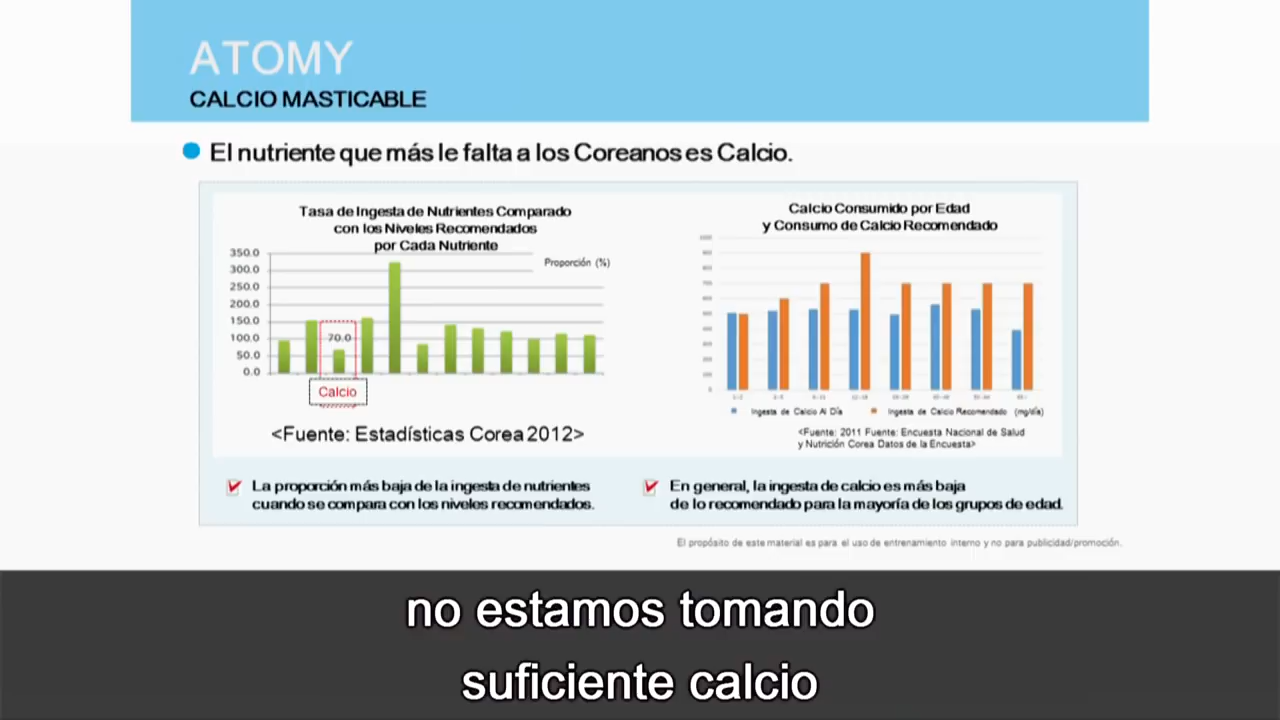 ATOMY
CALCIO MASTICABLE
El nutriente que más le falta a los Coreanos es Calcio.
Tasa de Ingesta de Nutrientes Comparado
con los Niveles Recomendados
por Cada Nutriente
Proporción (%)
350.0
300.0
250.0
200.0
150.0
100.0
50.0
0.0
70.0
Calcio
<Fuente: Estadísticas Corea 2012>
La proporción más baja de la ingesta de nutrientes
cuando se compara con los niveles recomendados.
Calcio Consumido por Edad
y Consumo de Calcio Recomendado
Ingesta de Calcio Al Día
Ingesta de Calcio Recomendado (mg/día)
<Fuente: 2011 Fuente: Encuesta Nacional de Salud
y Nutrición Corea Datos de la Encuesta>
En general, la ingesta de calcio es más baja
de lo recomendado para la mayoría de los grupos de edad.
El propósito de este material es para el uso de entrenamiento interno y no para publicidad/promoción.
no estamos tomando
suficiente calcio